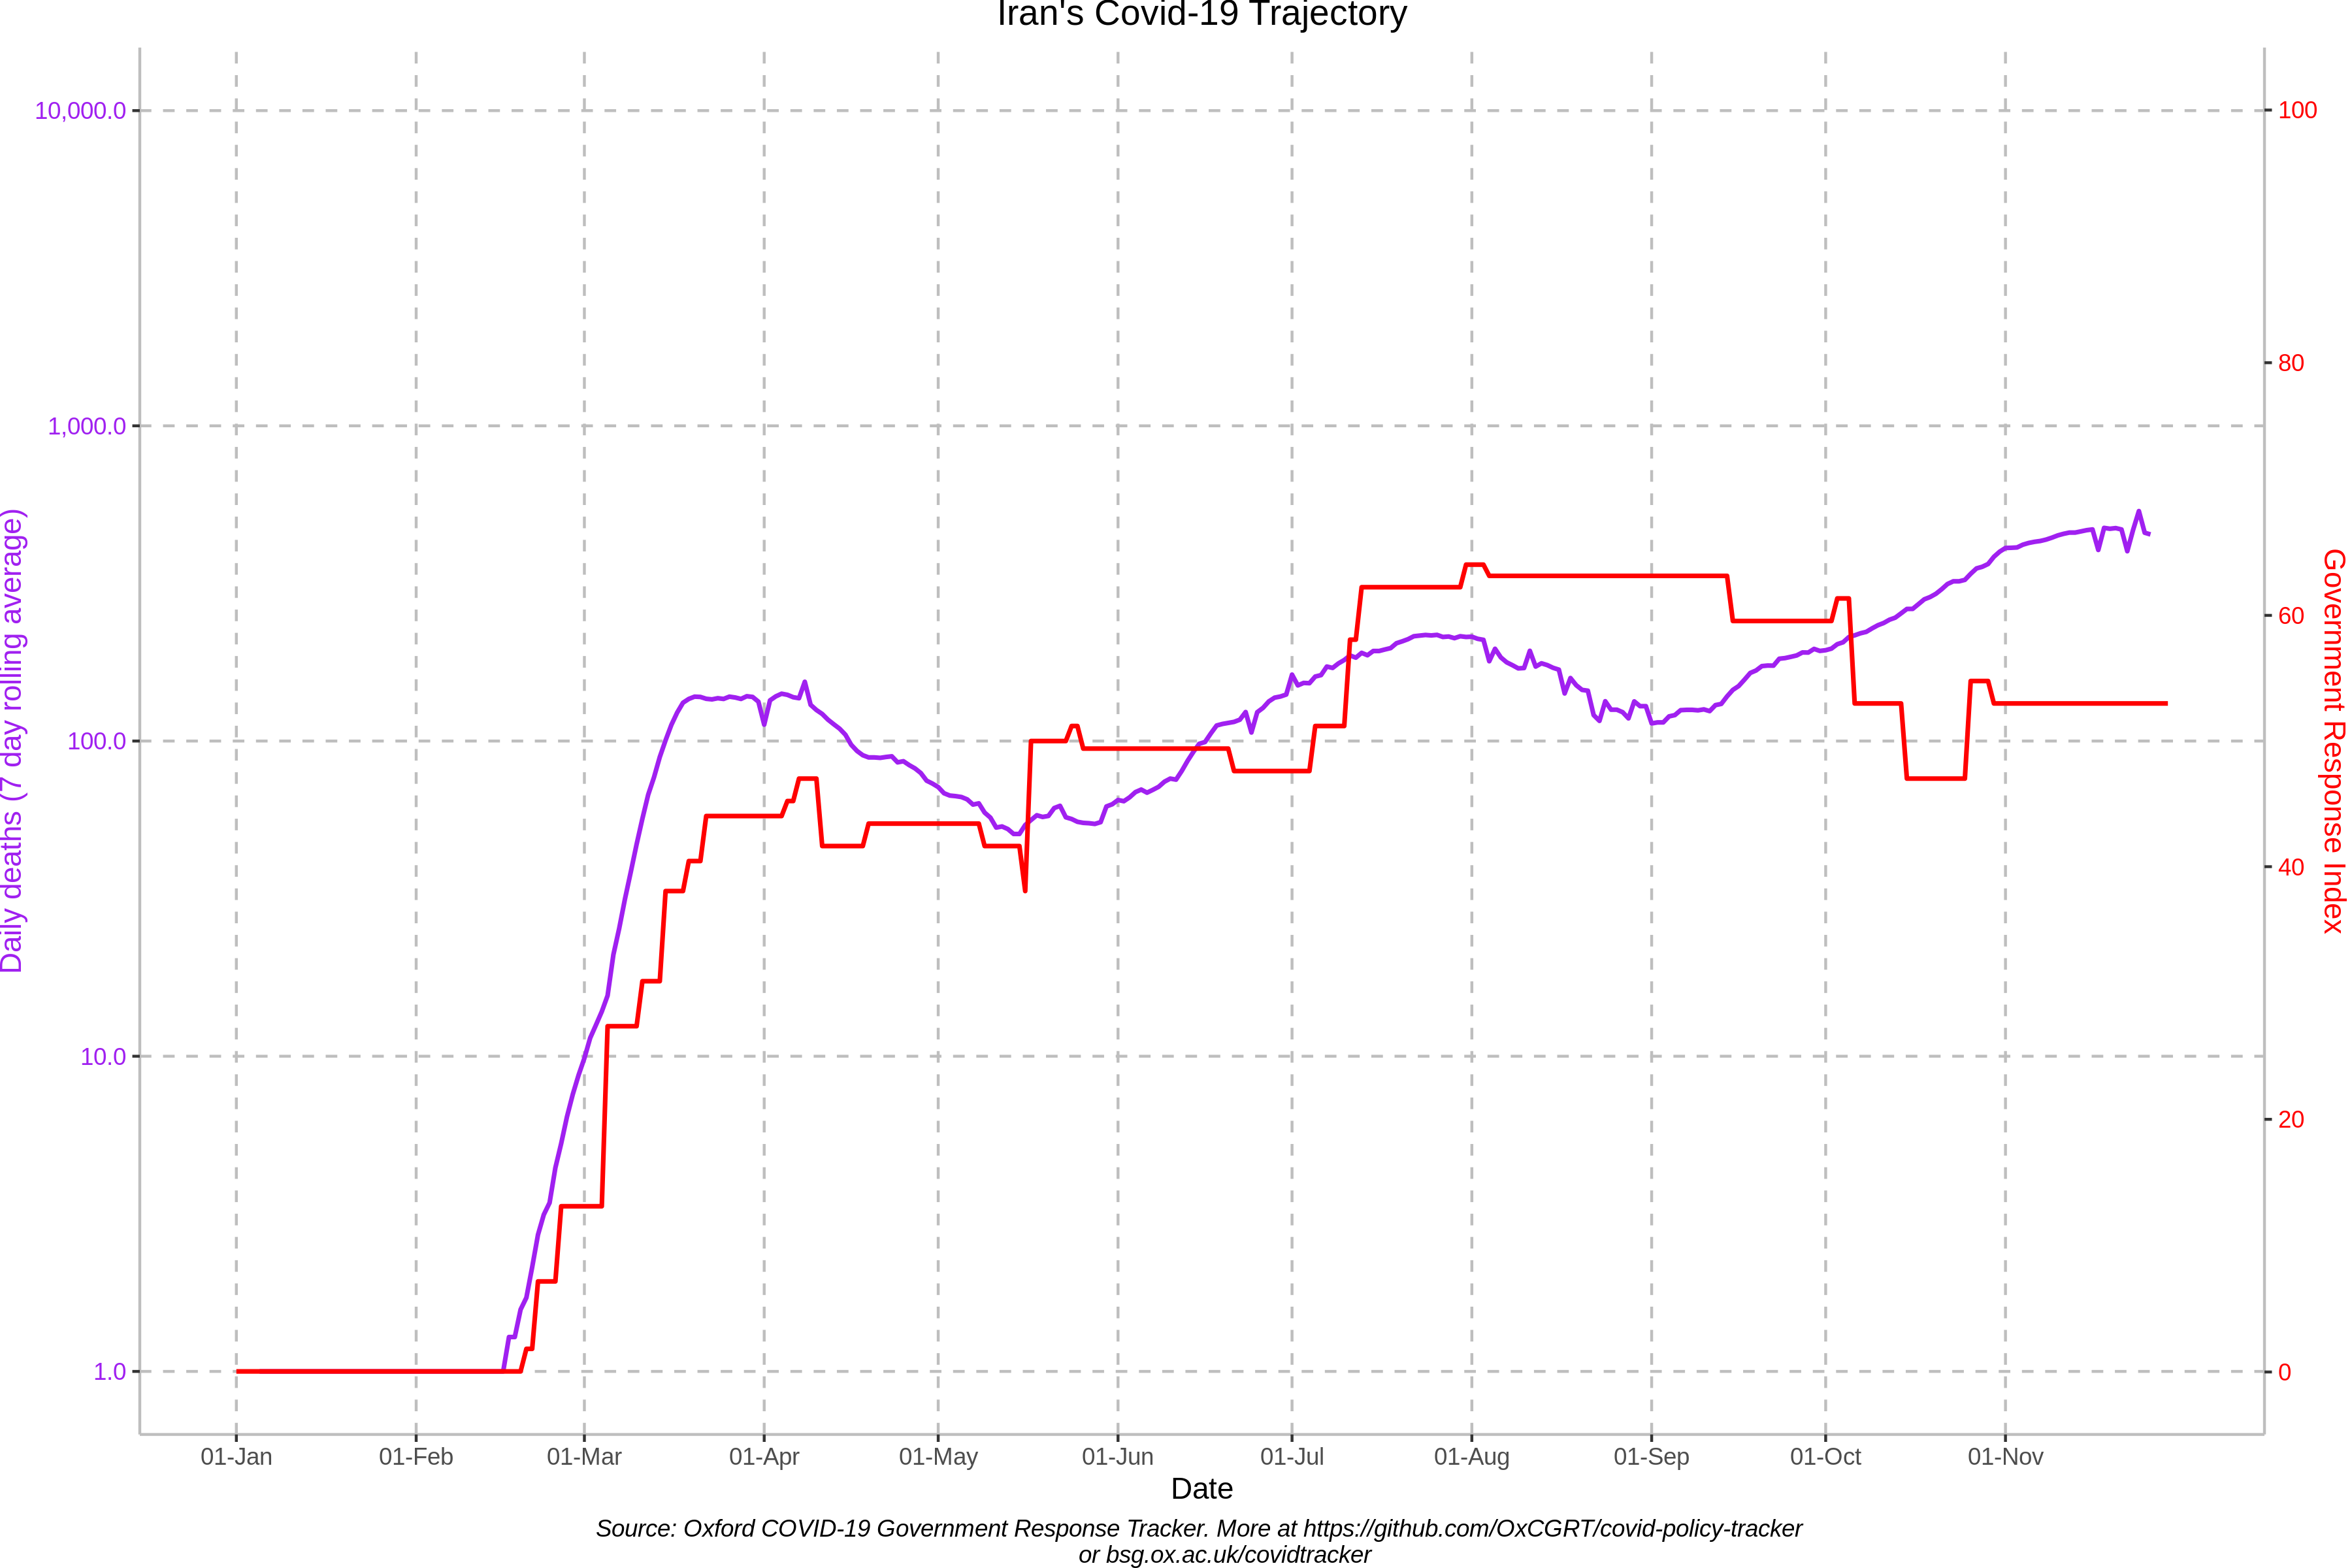 Iran's Covid-19 Trajectory
10,000.0
1,000.0
100.0
10.0
1.0
Daily deaths (7 day rolling average)
100
80
60
40
20
0
Government Response Index
01-Jan
01-Feb
01-Mar
01-Apr
01-May
01-Jun
01-Jul
01-Aug
01-Sep
01-Oct
01-Nov
Date
Source: Oxford COVID-19 Government Response Tracker. More at https://github.com/OxCGRT/covid-policy-tracker
or bsg.ox.ac.uk/covidtracker